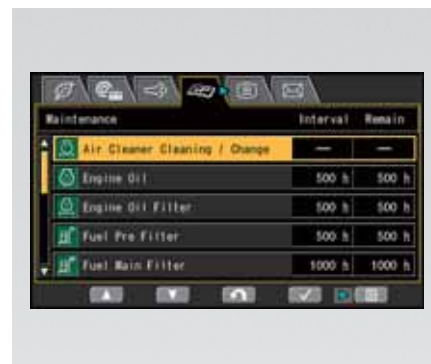 Maintenance Interval Remain
Air Cleaner Cleaning / Change — —
Engine Oil 500 h 500 h
Engine Oil Filter 500 h 500 h
Fuel Pre Filter 500 h 500 h
Fuel Main Filter 1000 h 1000 h